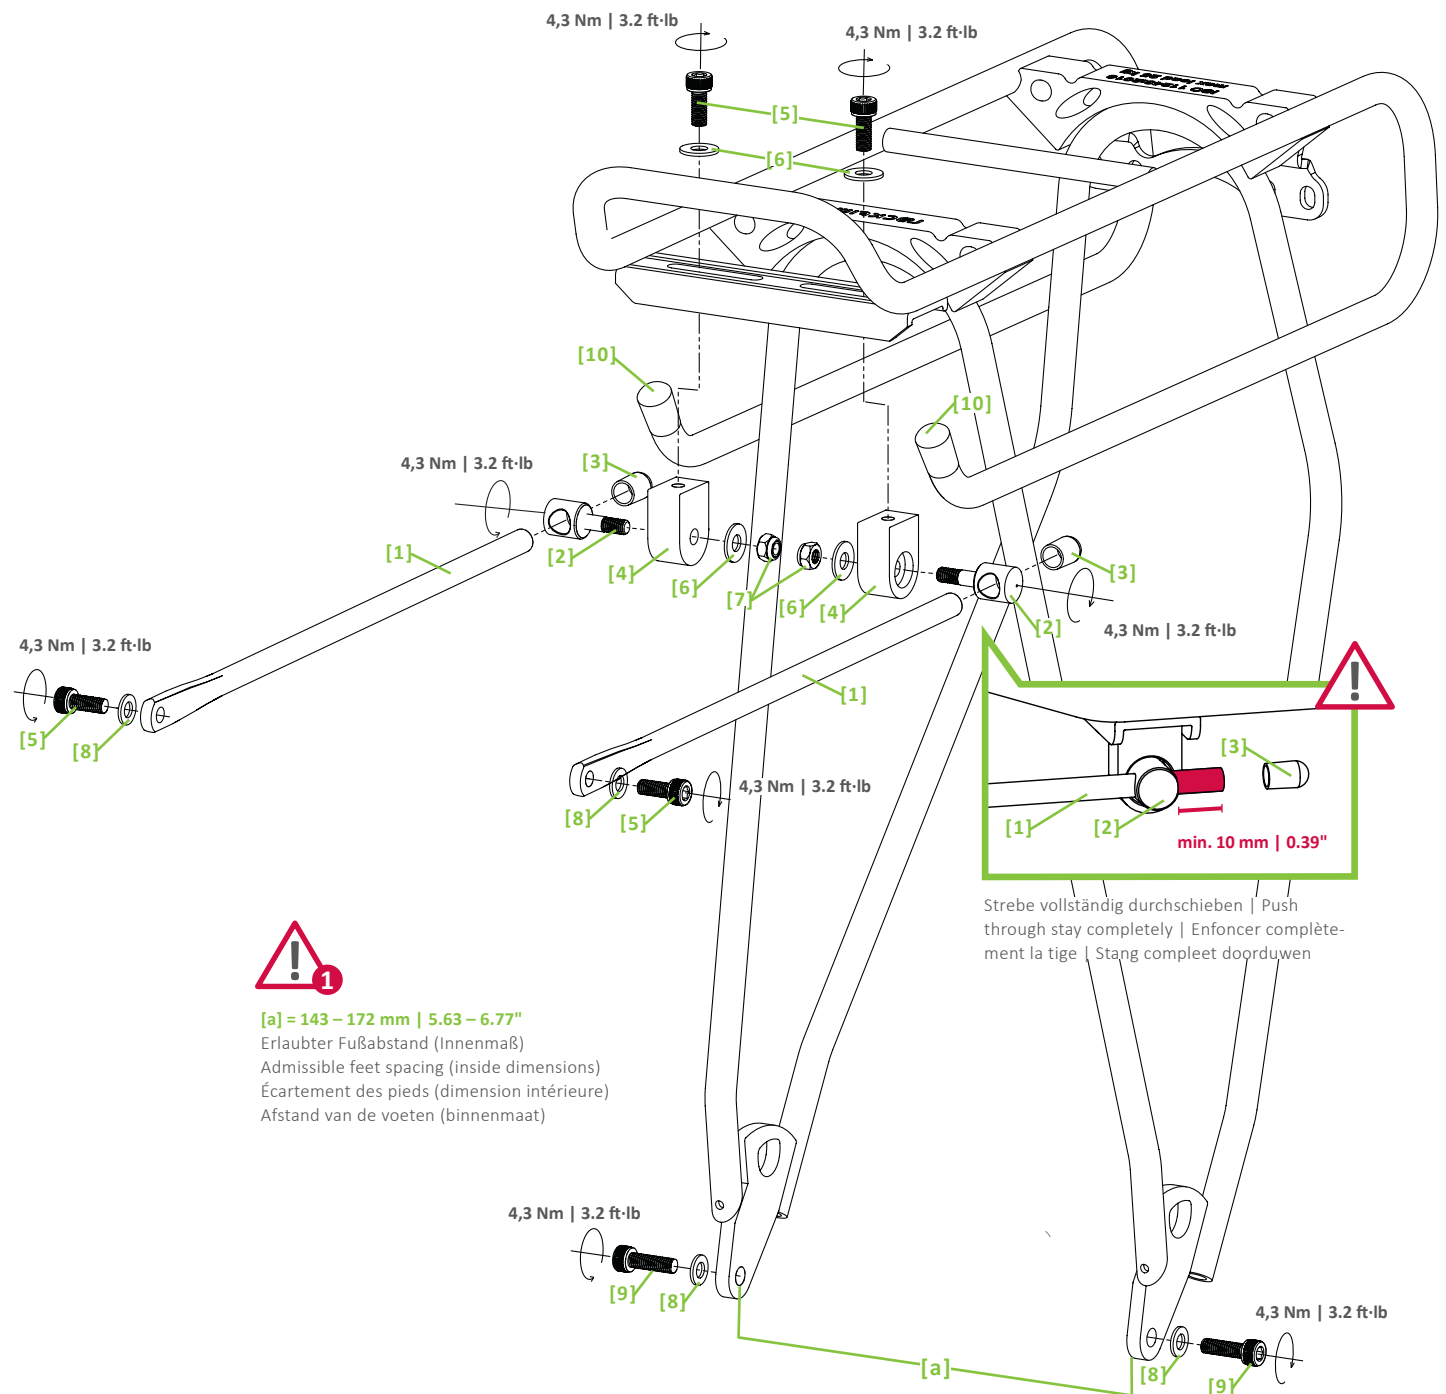 4,3 Nm | 3.2 ft·lb
4,3 Nm | 3.2 ft·lb
[5]
[6]
[10]
[10]
4,3 Nm | 3.2 ft·lb
[3]
[1]
[2]
[4]
[6]
[7]
[6]
[4]
[3]
[2]
4,3 Nm | 3.2 ft·lb
4,3 Nm | 3.2 ft·lb
[5]
[8]
[1]
[8]
[5]
4,3 Nm | 3.2 ft·lb
[3]
[1]
[2]
min. 10 mm | 0.39"
Strebe vollständig durchschieben | Push
through stay completely | Enfoncer complète-
ment la tige | Stang compleet doorduwen
!
!
1
[a] = 143 – 172 mm | 5.63 – 6.77"
Erlaubter Fußabstand (Innenmaß)
Admissible feet spacing (inside dimensions)
Écartement des pieds (dimension intérieure)
Afstand van de voeten (binnenmaat)
4,3 Nm | 3.2 ft·lb
[9]
[8]
[a]
4,3 Nm | 3.2 ft·lb
[8]
[9]